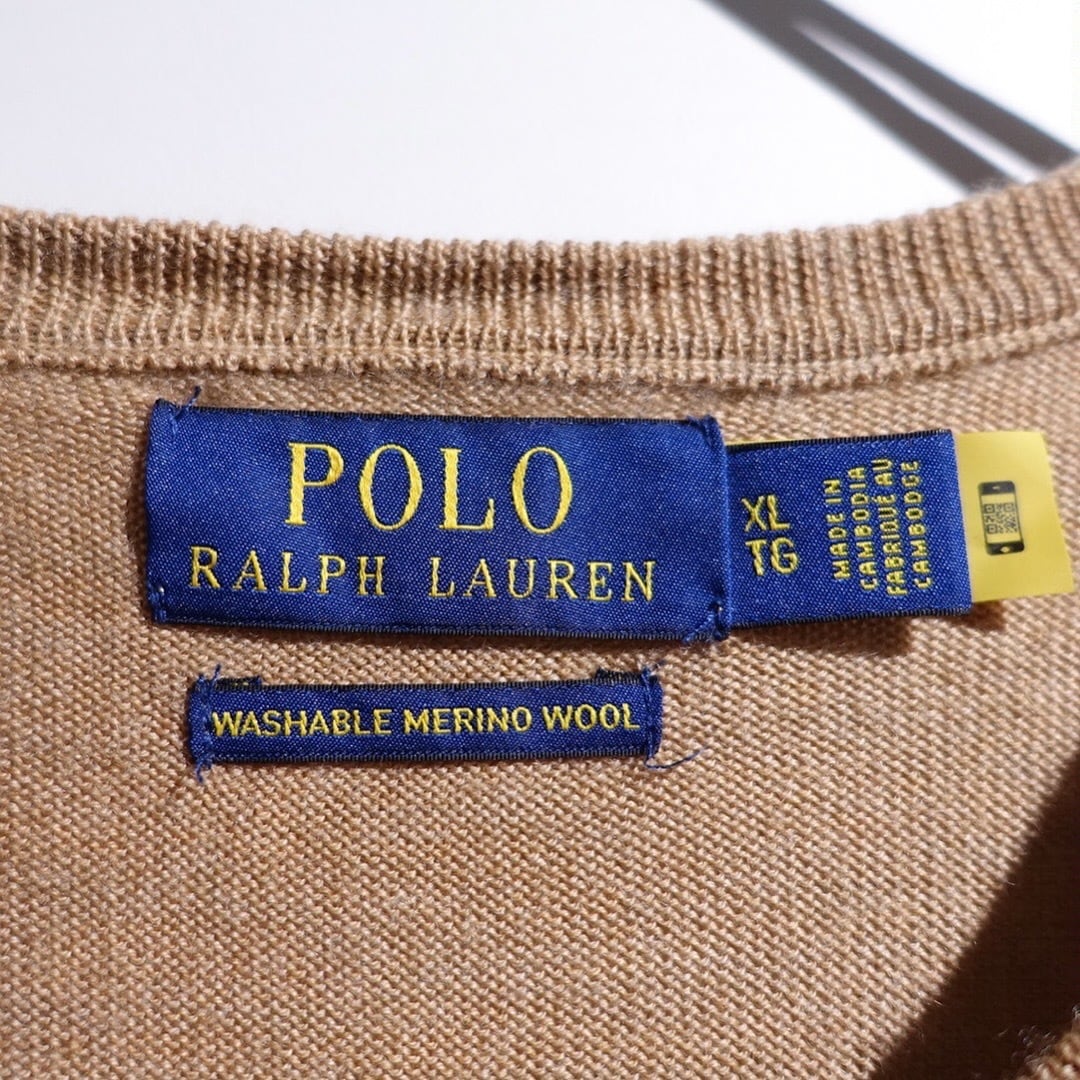 POLO
RALPH LAUREN
XL
TG
MADE IN
CAMBODIA
FABRIQUÉ AU
CAMBODGE
WASHABLE MERINO WOOL